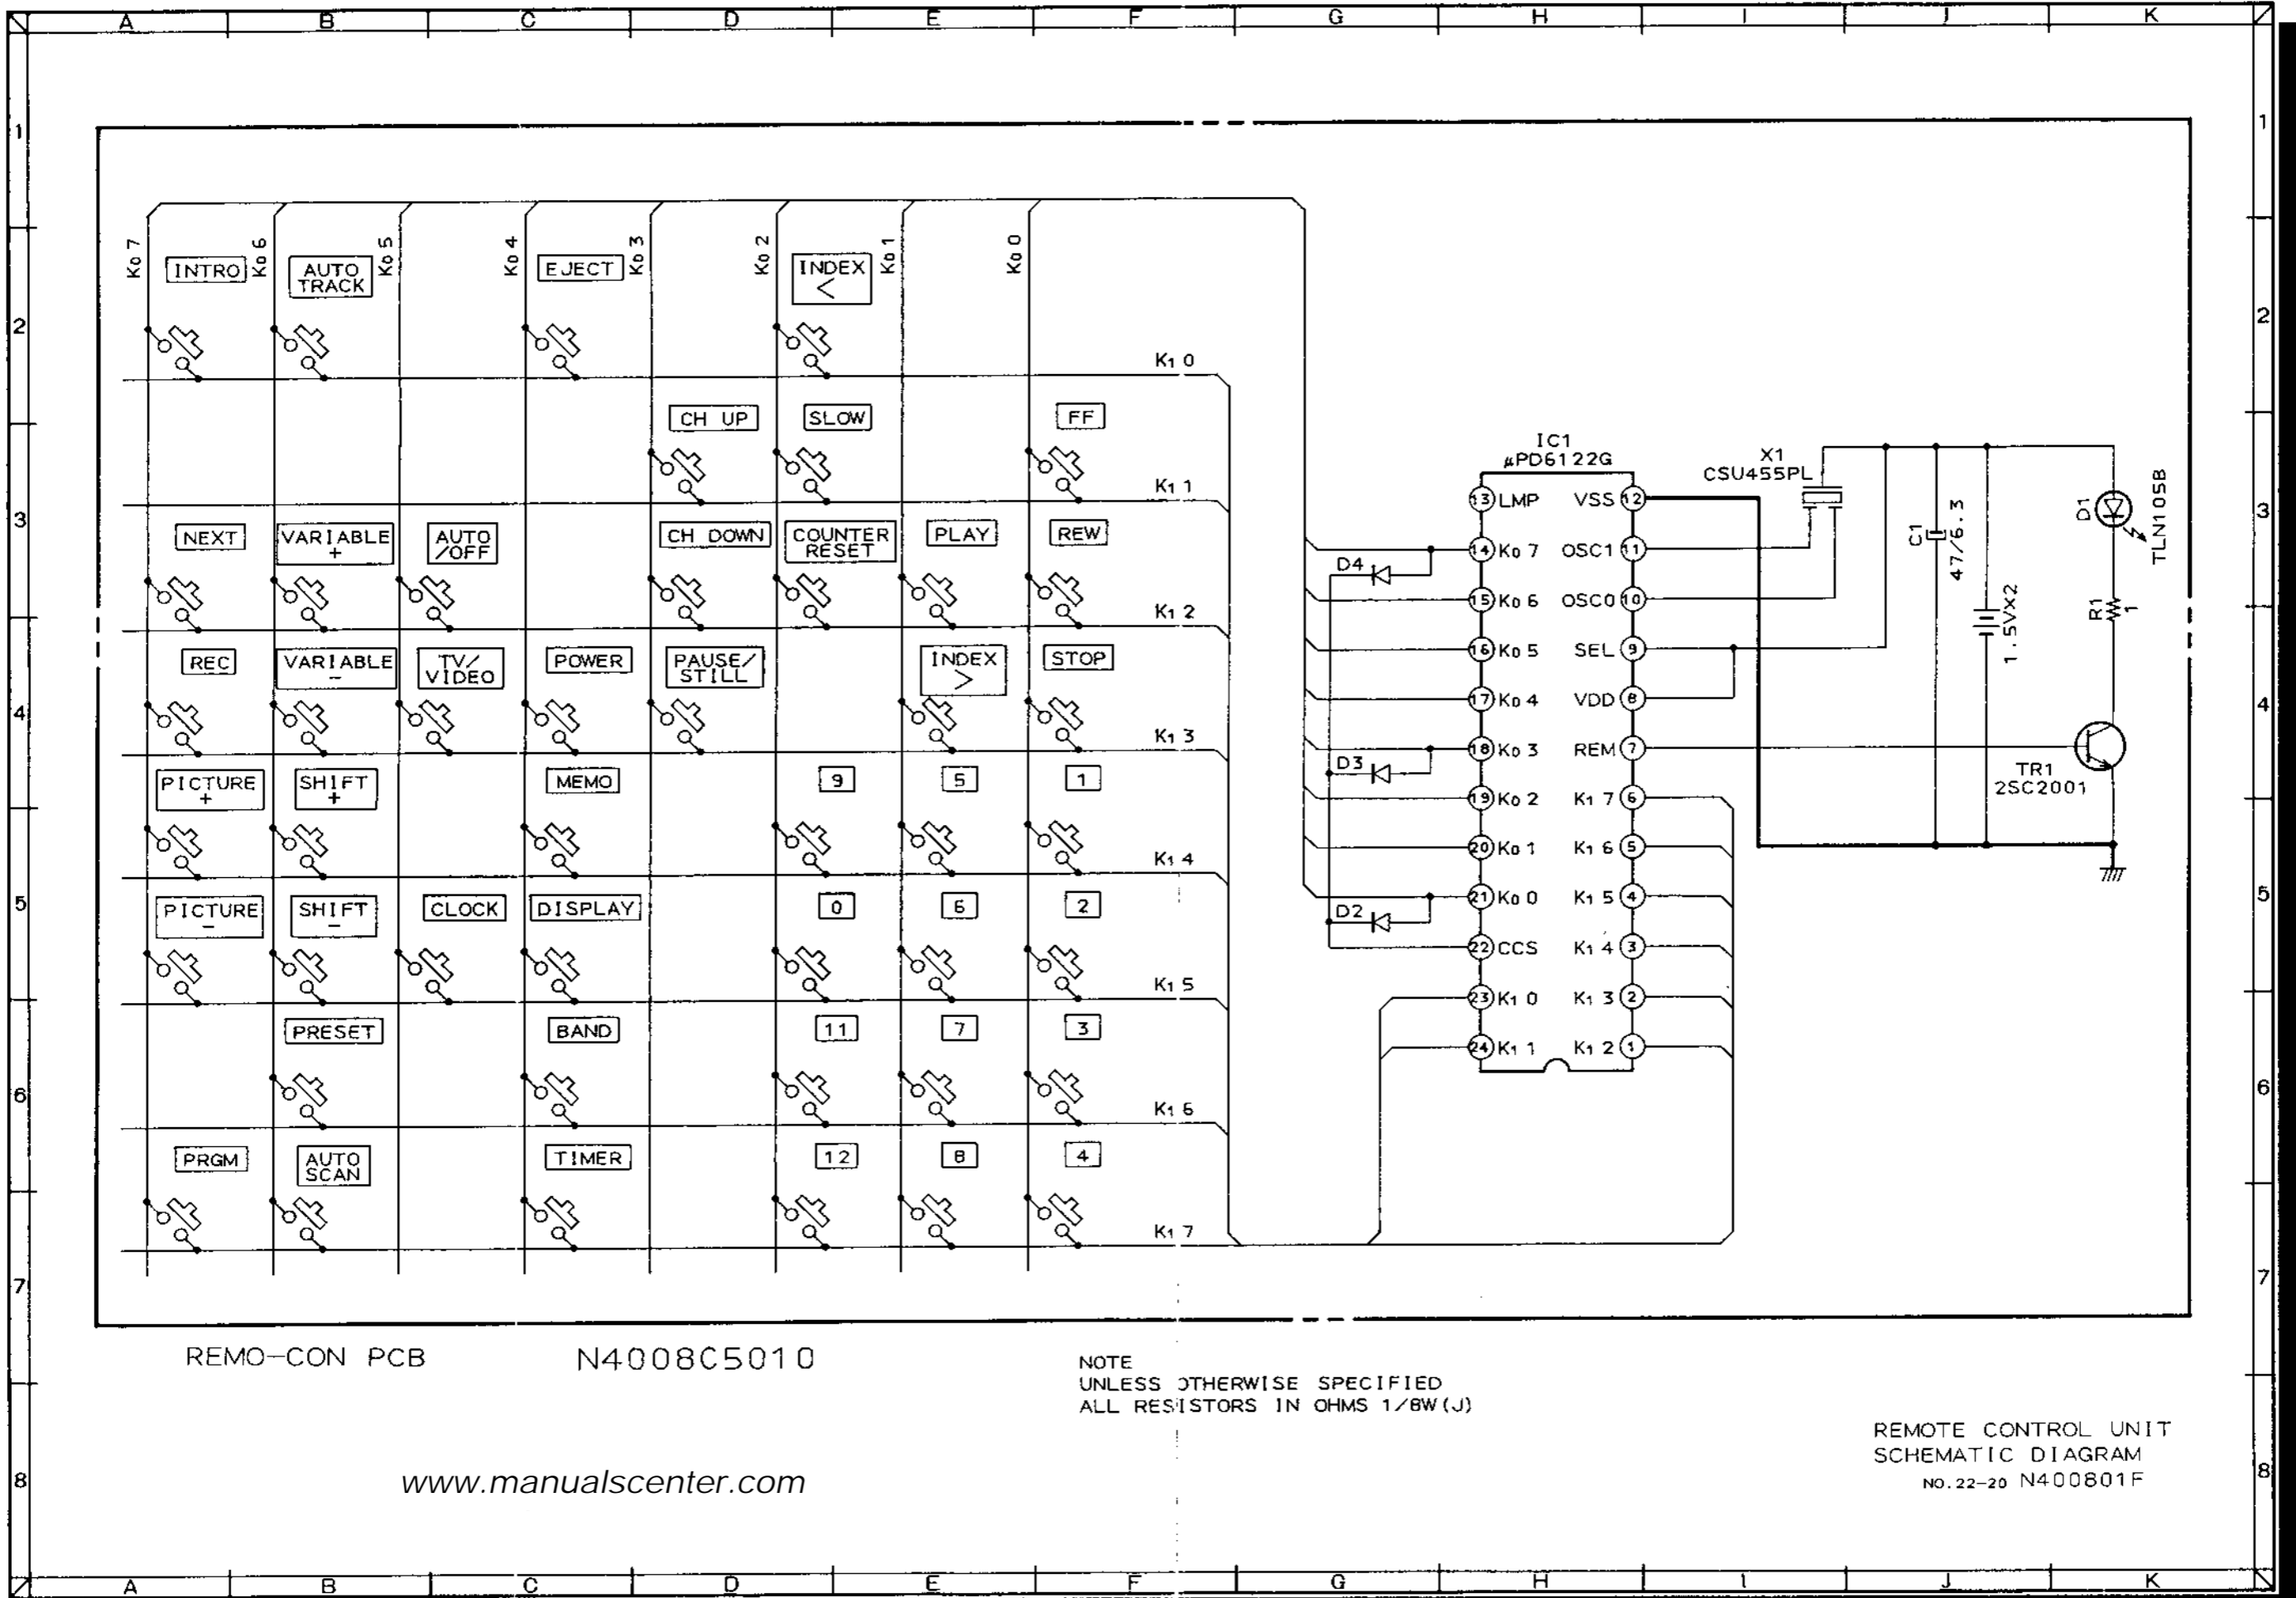 A B C D E F G H I J K
1 1
Ko 7 INTRO Ko 6 AUTO TRACK Ko 5 Ko 4 EJECT Ko 3 Ko 2 INDEX < Ko 1 Ko 0
2 2
K1 0
CH UP SLOW FF
K1 1
3 3
NEXT VARIABLE + AUTO /OFF CH DOWN COUNTER RESET PLAY REW
K1 2
REC VARIABLE - TV/ VIDEO POWER PAUSE/ STILL INDEX > STOP
4 4
K1 3
PICTURE + SHIFT + MEMO 9 5 1
K1 4
5 5
PICTURE - SHIFT - CLOCK DISPLAY 0 6 2
K1 5
PRESET BAND 11 7 3
6 6
K1 6
PRGM AUTO SCAN TIMER 12 8 4
K1 7
7 7
IC1
µPD6122G
13 LMP VSS 12
14 Ko 7 OSC1 11
D4
15 Ko 6 OSCO 10
16 Ko 5 SEL 9
17 Ko 4 VDD 8
18 Ko 3 REM 7
D3
19 Ko 2 K1 7 6
20 Ko 1 K1 6 5
21 Ko 0 K1 5 4
D2
22 CCS K1 4 3
23 K1 0 K1 3 2
24 K1 1 K1 2 1
X1
CSU455PL
C1
47/6.3
1.5VX2
D1
TLN105B
R1
1
TR1
2SC2001
REMO-CON PCB N4008C5010
NOTE
UNLESS OTHERWISE SPECIFIED
ALL RESISTORS IN OHMS 1/8W(J)
REMOTE CONTROL UNIT
SCHEMATIC DIAGRAM
NO.22-20 N400801F
8 8
www.manualscenter.com
A B C D E F G H I J K